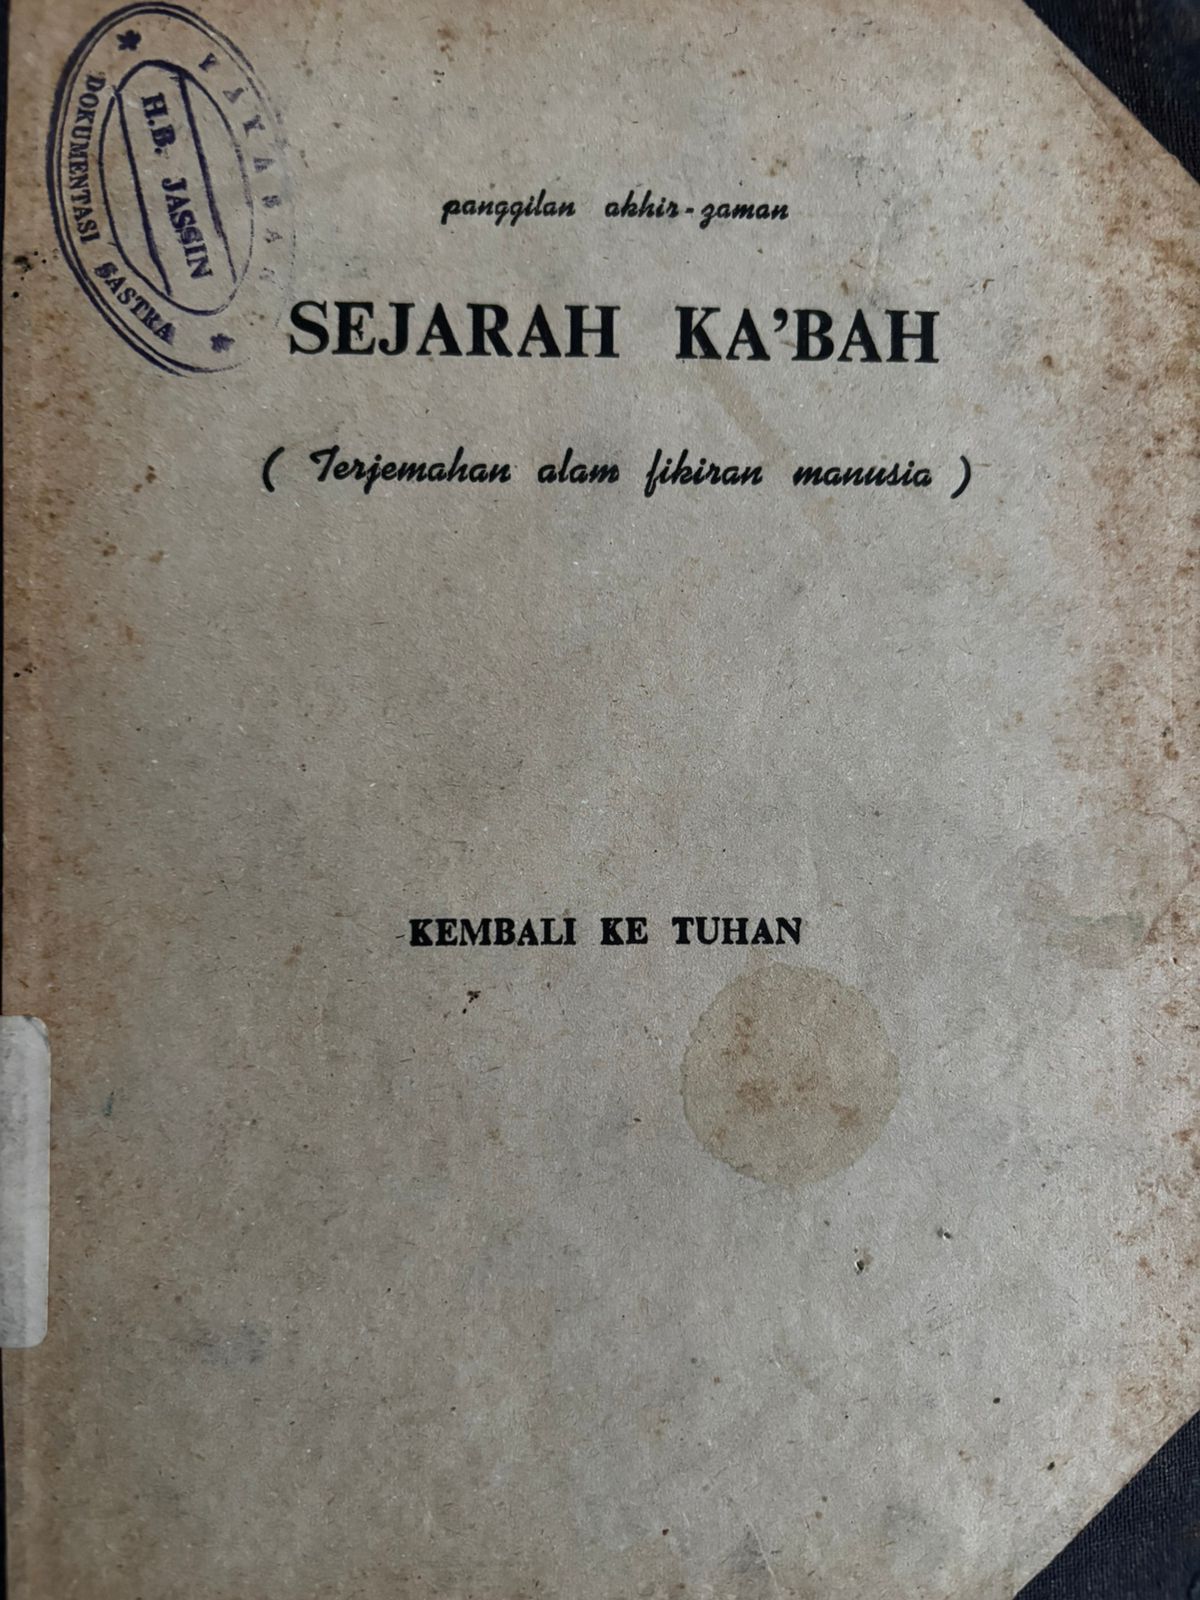 YAYASAN
H.B. JASSIN
DOKUMENTASI SASTRA
panggilan akhir-zaman
SEJARAH KA'BAH
( Terjemahan alam fikiran manusia )
KEMBALI KE TUHAN